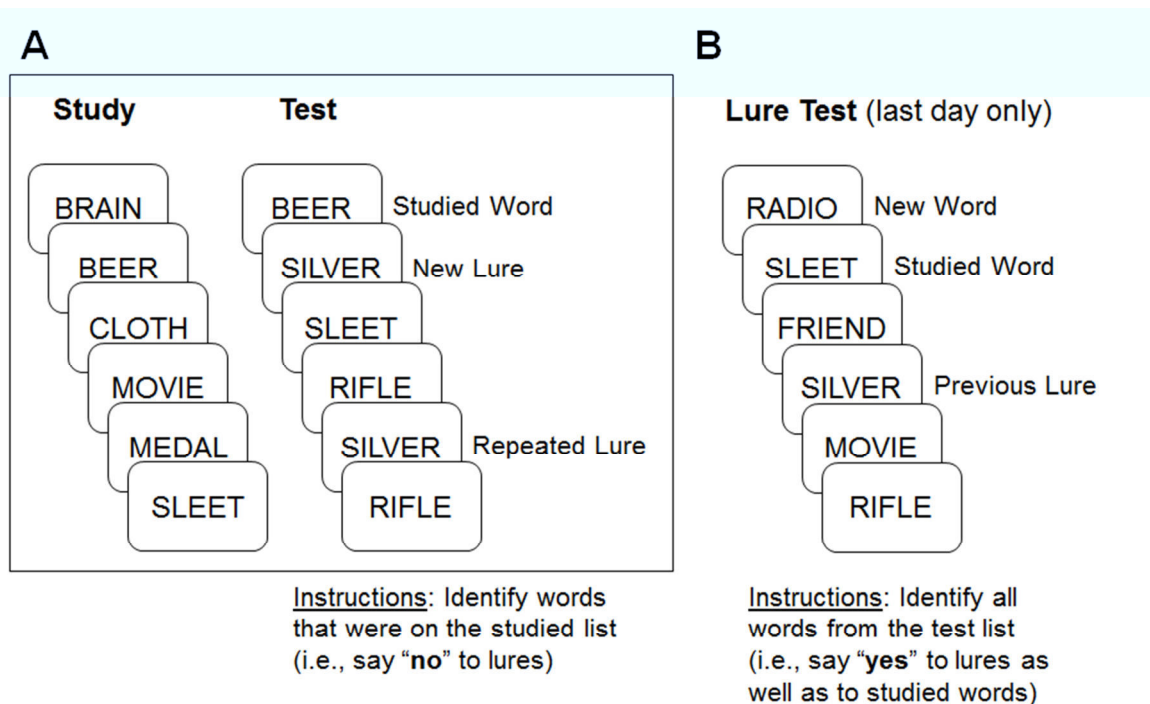 A
Study
Test
BRAIN
BEER
CLOTH
MOVIE
MEDAL
SLEET
BEER Studied Word
SILVER New Lure
SLEET
RIFLE
SILVER Repeated Lure
RIFLE
Instructions: Identify words
that were on the studied list
(i.e., say “no” to lures)
B
Lure Test (last day only)
RADIO New Word
SLEET Studied Word
FRIEND
SILVER Previous Lure
MOVIE
RIFLE
Instructions: Identify all
words from the test list
(i.e., say “yes” to lures as
well as to studied words)